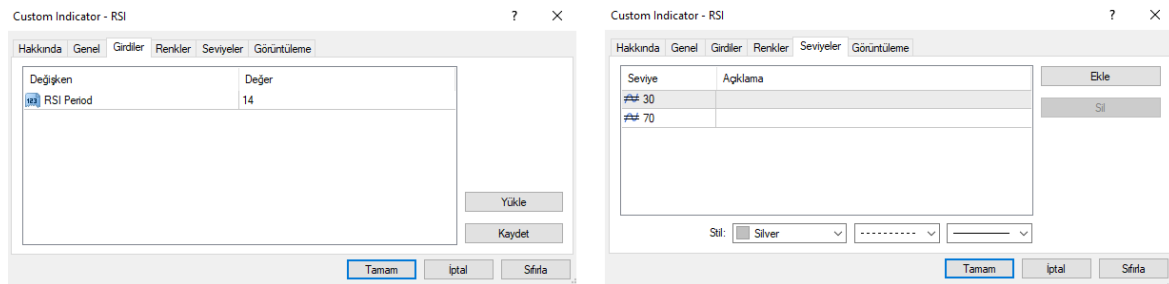 Custom Indicator - RSI
Hakkında Genel Girdiler Renkler Seviyeler Görüntüleme
Değişken Değer
123 RSI Period 14
Yükle
Kaydet
Tamam İptal Sıfırla
Custom Indicator - RSI
Hakkında Genel Girdiler Renkler Seviyeler Görüntüleme
Seviye Açıklama
30
70
Ekle
Sil
Stil: Silver
Tamam İptal Sıfırla